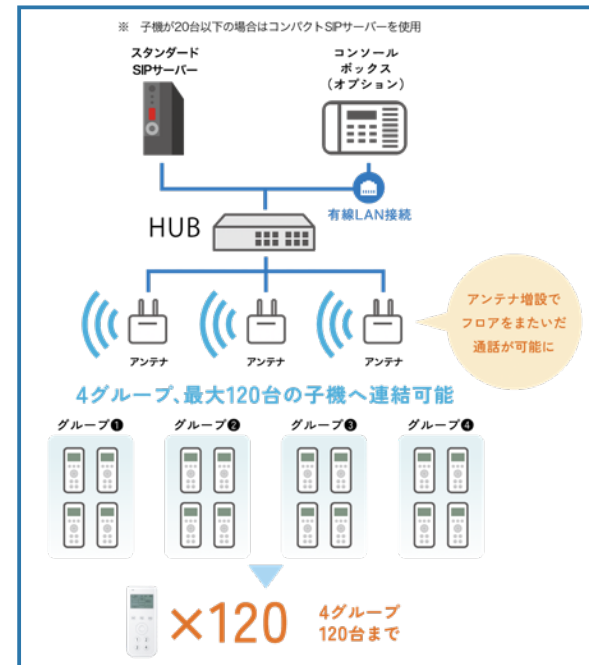 ※ 子機が20台以下の場合はコンパクトSIPサーバーを使用
スタンダード
SIPサーバー
コンソール
ボックス
(オプション)
有線LAN接続
HUB
アンテナ
アンテナ
アンテナ
アンテナ増設で
フロアをまたいだ
通話が可能に
4グループ、最大120台の子機へ連結可能
グループ❶
グループ❷
グループ❸
グループ❹
×120
4グループ
120台まで